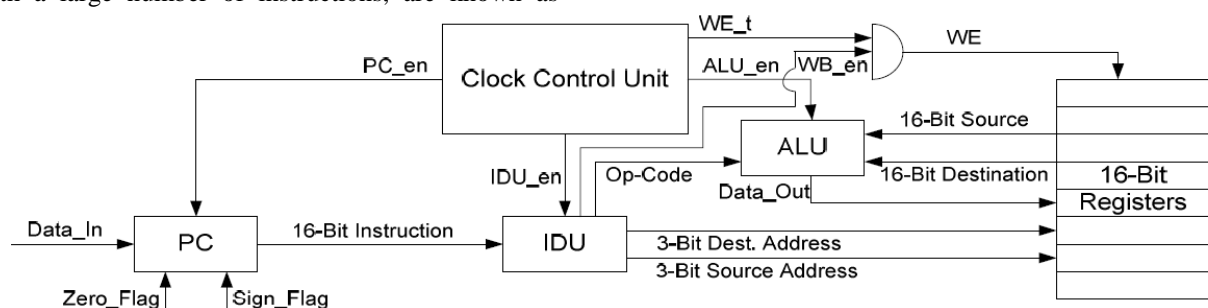 in a large number of instructions, are known as
WE_t
WE
PC_en
Clock Control Unit
ALU_en
WB_en
16-Bit Source
ALU
IDU_en
Op-Code
16-Bit Destination
16-Bit
Data_Out
Registers
Data_In
PC
16-Bit Instruction
IDU
3-Bit Dest. Address
3-Bit Source Address
Zero_Flag
Sign_Flag